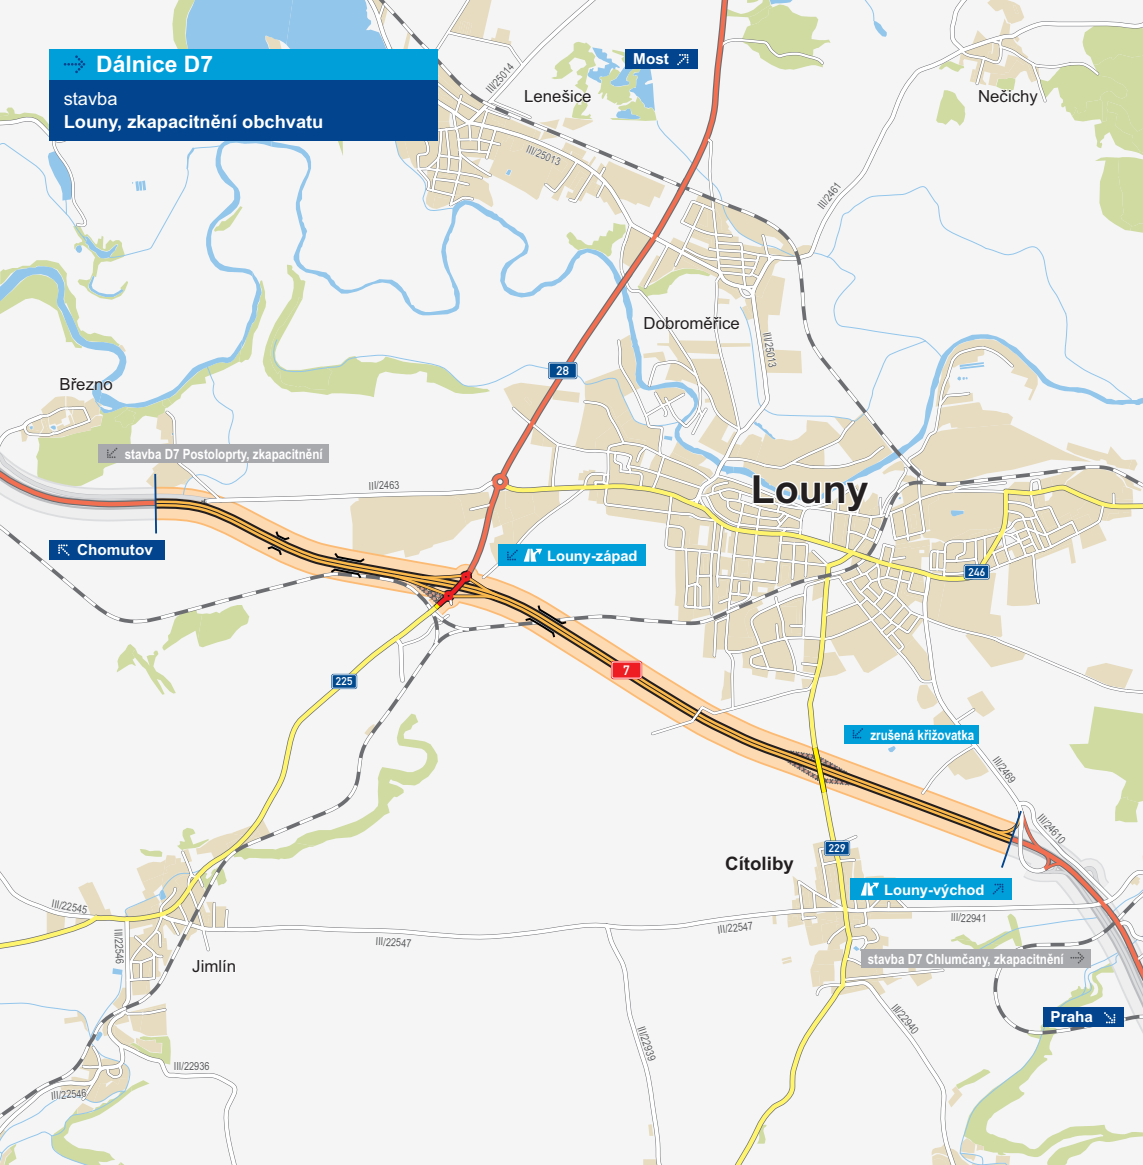 Dálnice D7
stavba
Louny, zkapacitnění obchvatu
Most
III/25014
Lenešice
Nečichy
III/25013
III/2461
Dobroměřice
III/25013
28
Březno
stavba D7 Postoloprty, zkapacitnění
III/2463
Louny
Chomutov
Louny-západ
246
7
225
zrušená křižovatka
III/2469
III/24610
229
Cítoliby
Louny-východ
III/22545
III/22546
III/22547
III/22547
III/22941
stavba D7 Chlumčany, zkapacitnění
Jimlín
Praha
III/22940
III/22939
III/22936
III/22546